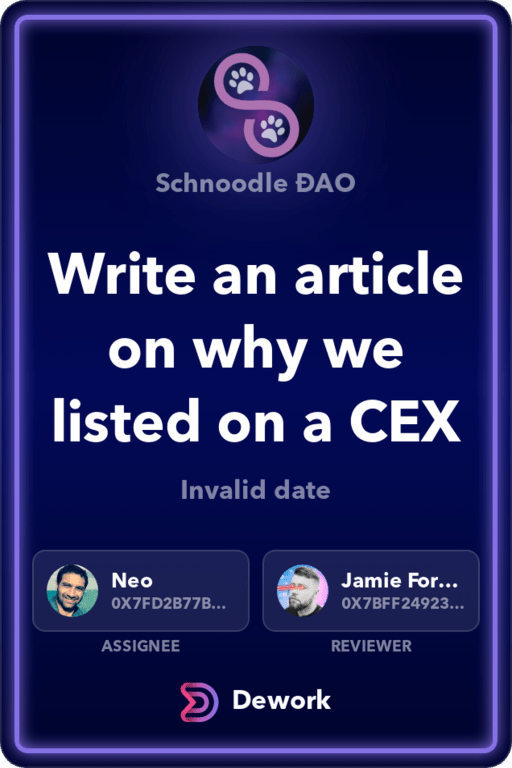 Schnoodle ĐAO
Write an article
on why we
listed on a CEX
Invalid date
Neo
0X7FD2B77B...
Jamie For...
0X7BFF24923...
ASSIGNEE
REVIEWER
Dework